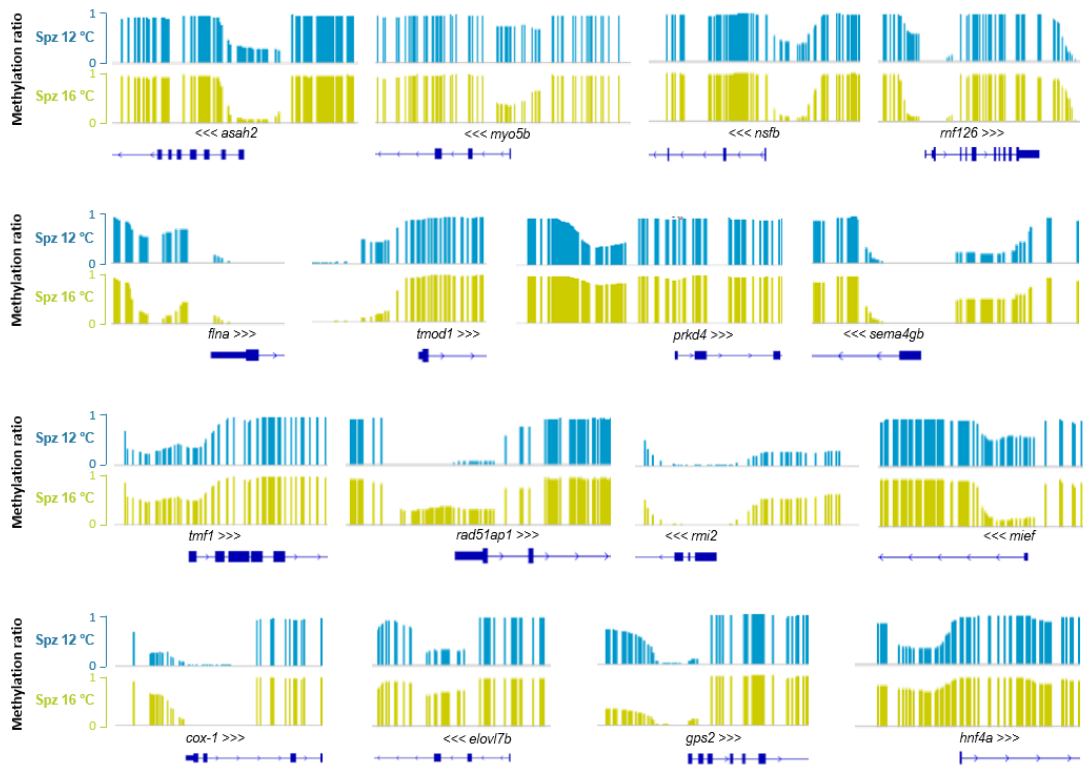 Methylation ratio
1
Spz 12 °C
0
1
Spz 16 °C
0
<<< asah2
<<< myo5b
<<< nsfb
rnf126 >>>
Methylation ratio
1
Spz 12 °C
0
1
Spz 16 °C
0
flna >>>
tmod1 >>>
prkd4 >>>
<<< sema4gb
Methylation ratio
1
Spz 12 °C
0
1
Spz 16 °C
0
tmf1 >>>
rad51ap1 >>>
<<< rmi2
<<< mief
Methylation ratio
1
Spz 12 °C
0
1
Spz 16 °C
0
cox-1 >>>
<<< elovl7b
gps2 >>>
hnf4a >>>